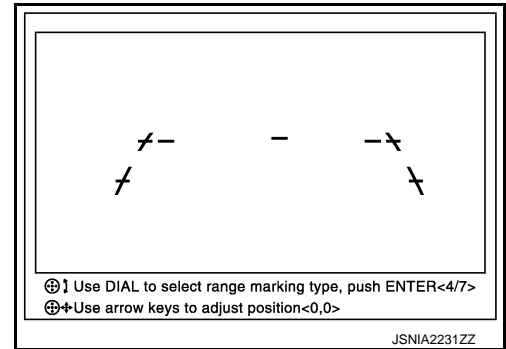 Use DIAL to select range marking type, push ENTER<4/7>
Use arrow keys to adjust position<0,0>
JSNIA2231ZZ